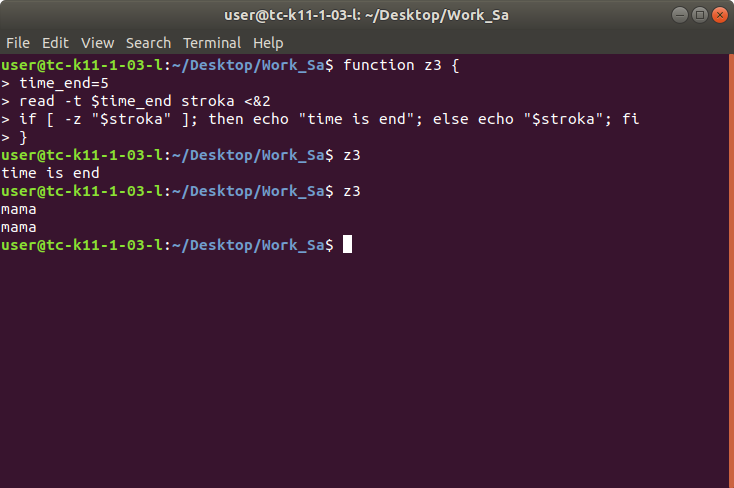 user@tc-k11-1-03-l: ~/Desktop/Work_Sa
File Edit View Search Terminal Help
user@tc-k11-1-03-l:~/Desktop/Work_Sa$ function z3 {
> time_end=5
> read -t $time_end stroka <&2
> if [ -z "$stroka" ]; then echo "time is end"; else echo "$stroka"; fi
> }
user@tc-k11-1-03-l:~/Desktop/Work_Sa$ z3
time is end
user@tc-k11-1-03-l:~/Desktop/Work_Sa$ z3
mama
mama
user@tc-k11-1-03-l:~/Desktop/Work_Sa$